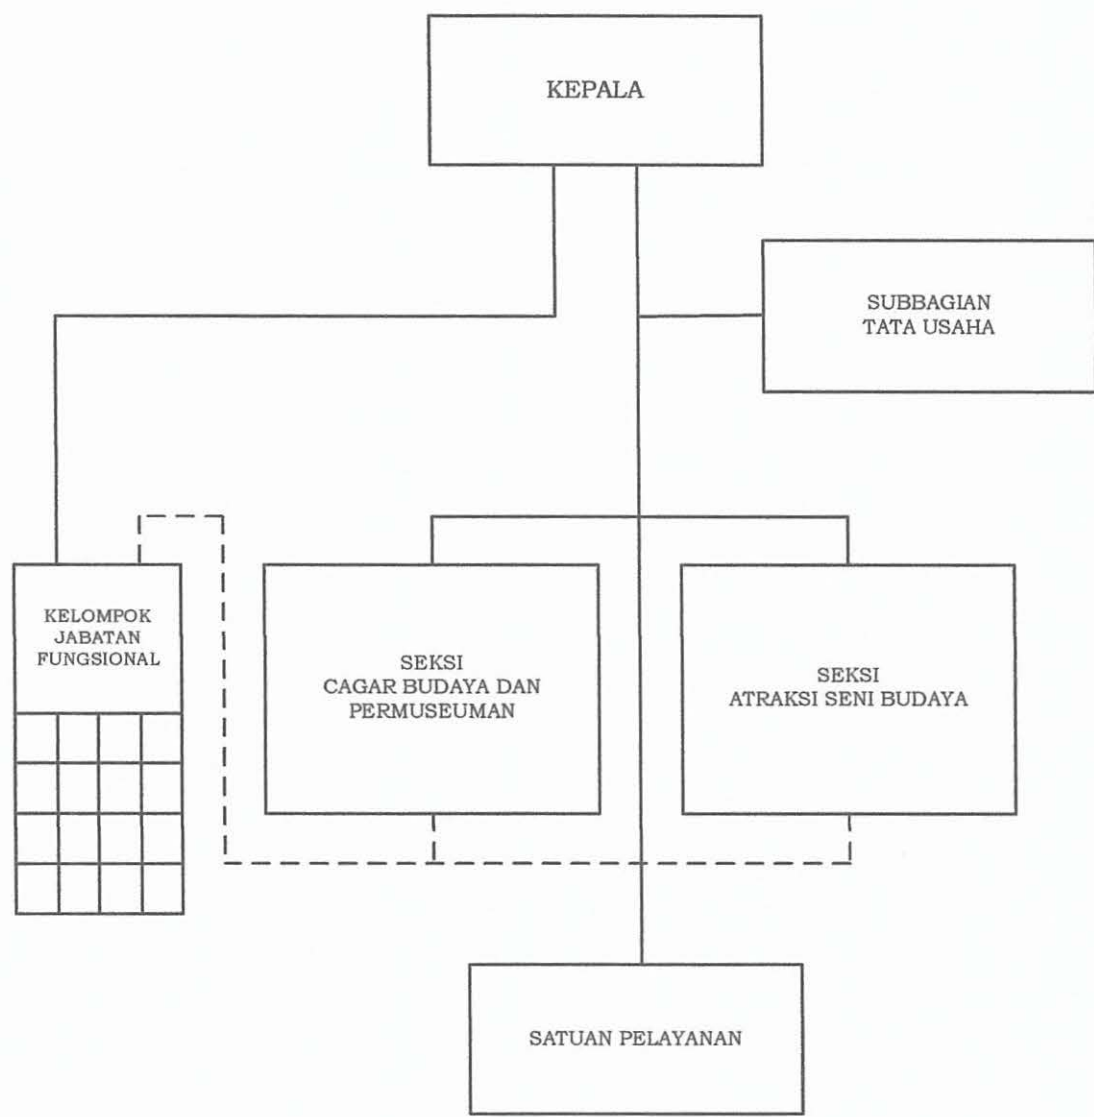 KEPALA
SUBBAGIAN
TATA USAHA
KELOMPOK
JABATAN
FUNGSIONAL
SEKSI
CAGAR BUDAYA DAN
PERMUSEUMAN
SEKSI
ATRAKSI SENI BUDAYA
SATUAN PELAYANAN